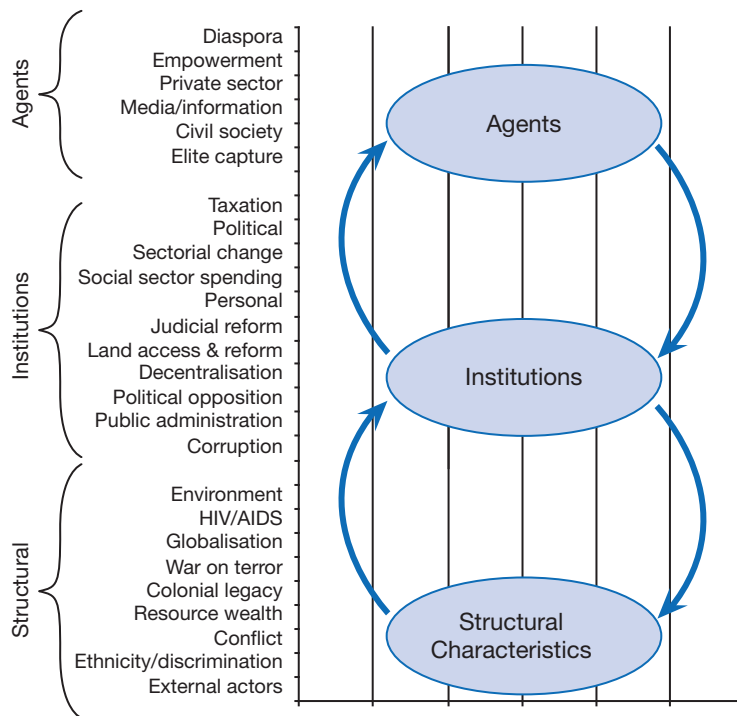 Agents
Diaspora
Empowerment
Private sector
Media/information
Civil society
Elite capture
Institutions
Taxation
Political
Sectorial change
Social sector spending
Personal
Judicial reform
Land access & reform
Decentralisation
Political opposition
Public administration
Corruption
Structural
Environment
HIV/AIDS
Globalisation
War on terror
Colonial legacy
Resource wealth
Conflict
Ethnicity/discrimination
External actors
Agents
Institutions
Structural
Characteristics